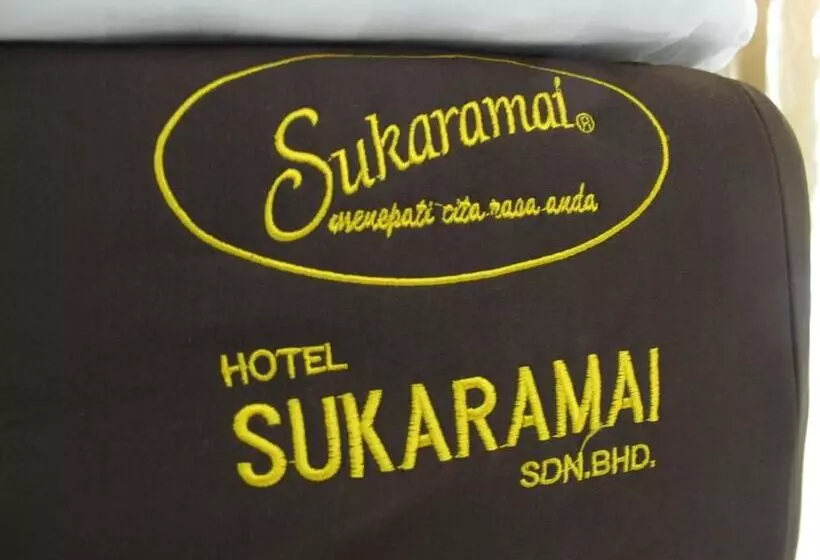 Sukaramai®
menepati cita rasa anda
HOTEL
SUKARAMAI
SDN.BHD.